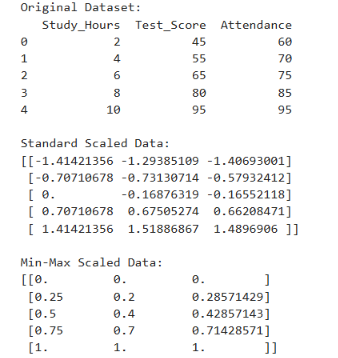 Original Dataset:
   Study_Hours  Test_Score  Attendance
0            2          45          60
1            4          55          70
2            6          65          75
3            8          80          85
4           10          95          95
Standard Scaled Data:
[[-1.41421356 -1.29385109 -1.40693001]
 [-0.70710678 -0.73130714 -0.57932412]
 [ 0.         -0.16876319 -0.16552118]
 [ 0.70710678  0.67505274  0.66208471]
 [ 1.41421356  1.51886867  1.4896906 ]]
Min-Max Scaled Data:
[[0.         0.         0.        ]
 [0.25       0.2        0.28571429]
 [0.5        0.4        0.42857143]
 [0.75       0.7        0.71428571]
 [1.         1.         1.        ]]